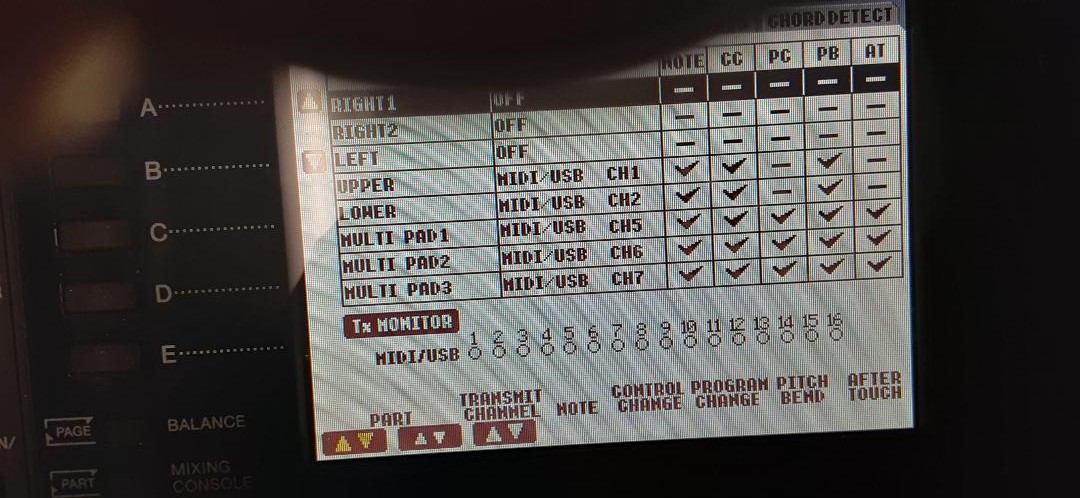 CHORD DETECT
NOTE CC PC PB AT
RIGHT1 OFF
RIGHT2 OFF
LEFT OFF
UPPER MIDI/USB CH1
LOWER MIDI/USB CH2
MULTI PAD1 MIDI/USB CH5
MULTI PAD2 MIDI/USB CH6
MULTI PAD3 MIDI/USB CH7
Tx MONITOR
1 2 3 4 5 6 7 8 9 10 11 12 13 14 15 16
MIDI/USB
PART
TRANSMIT CHANNEL
NOTE
CONTROL CHANGE
PROGRAM CHANGE
PITCH BEND
AFTER TOUCH
A
B
C
D
E
PAGE
BALANCE
PART
MIXING
CONSOLE